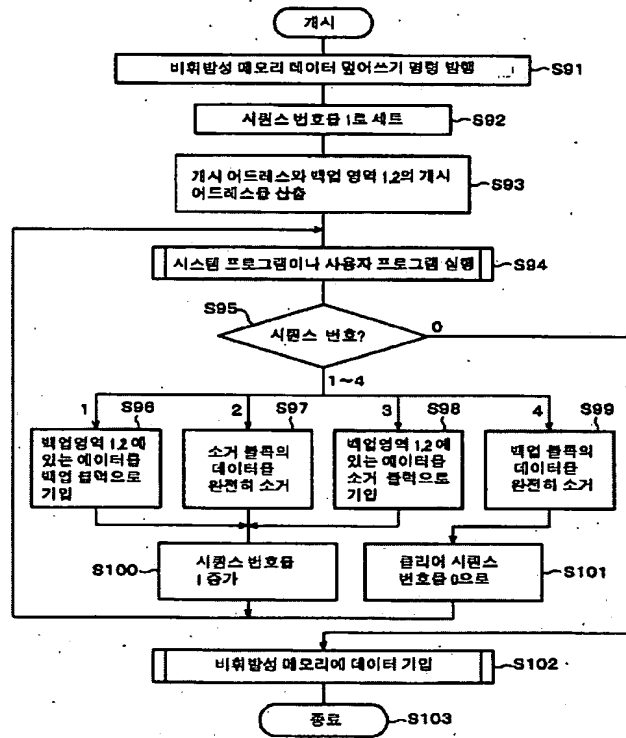 개시
비휘발성 메모리 데이터 덮어쓰기 명령 발행
S91
시퀀스 번호를 1로 세트
S92
개시 어드레스와 백업 영역 1,2의 개시
어드레스를 산출
S93
시스템 프로그램이나 사용자 프로그램 실행
S94
S95
시퀀스 번호?
0
1~4
1
S96
2
S97
3
S98
4
S99
백업영역 1,2 에
있는 데이터를
백업 블럭으로
기입
소거 블록의
데이터를
완전히 소거
백업영역 1,2 에
있는 데이터를
소거 블럭으로
기입
백업 블록의
데이터를
완전히 소거
S100
시퀀스 번호를
1 증가
클리어 시퀀스
번호를 0으로
S101
비휘발성 메모리에 데이터 기입
S102
종료
S103